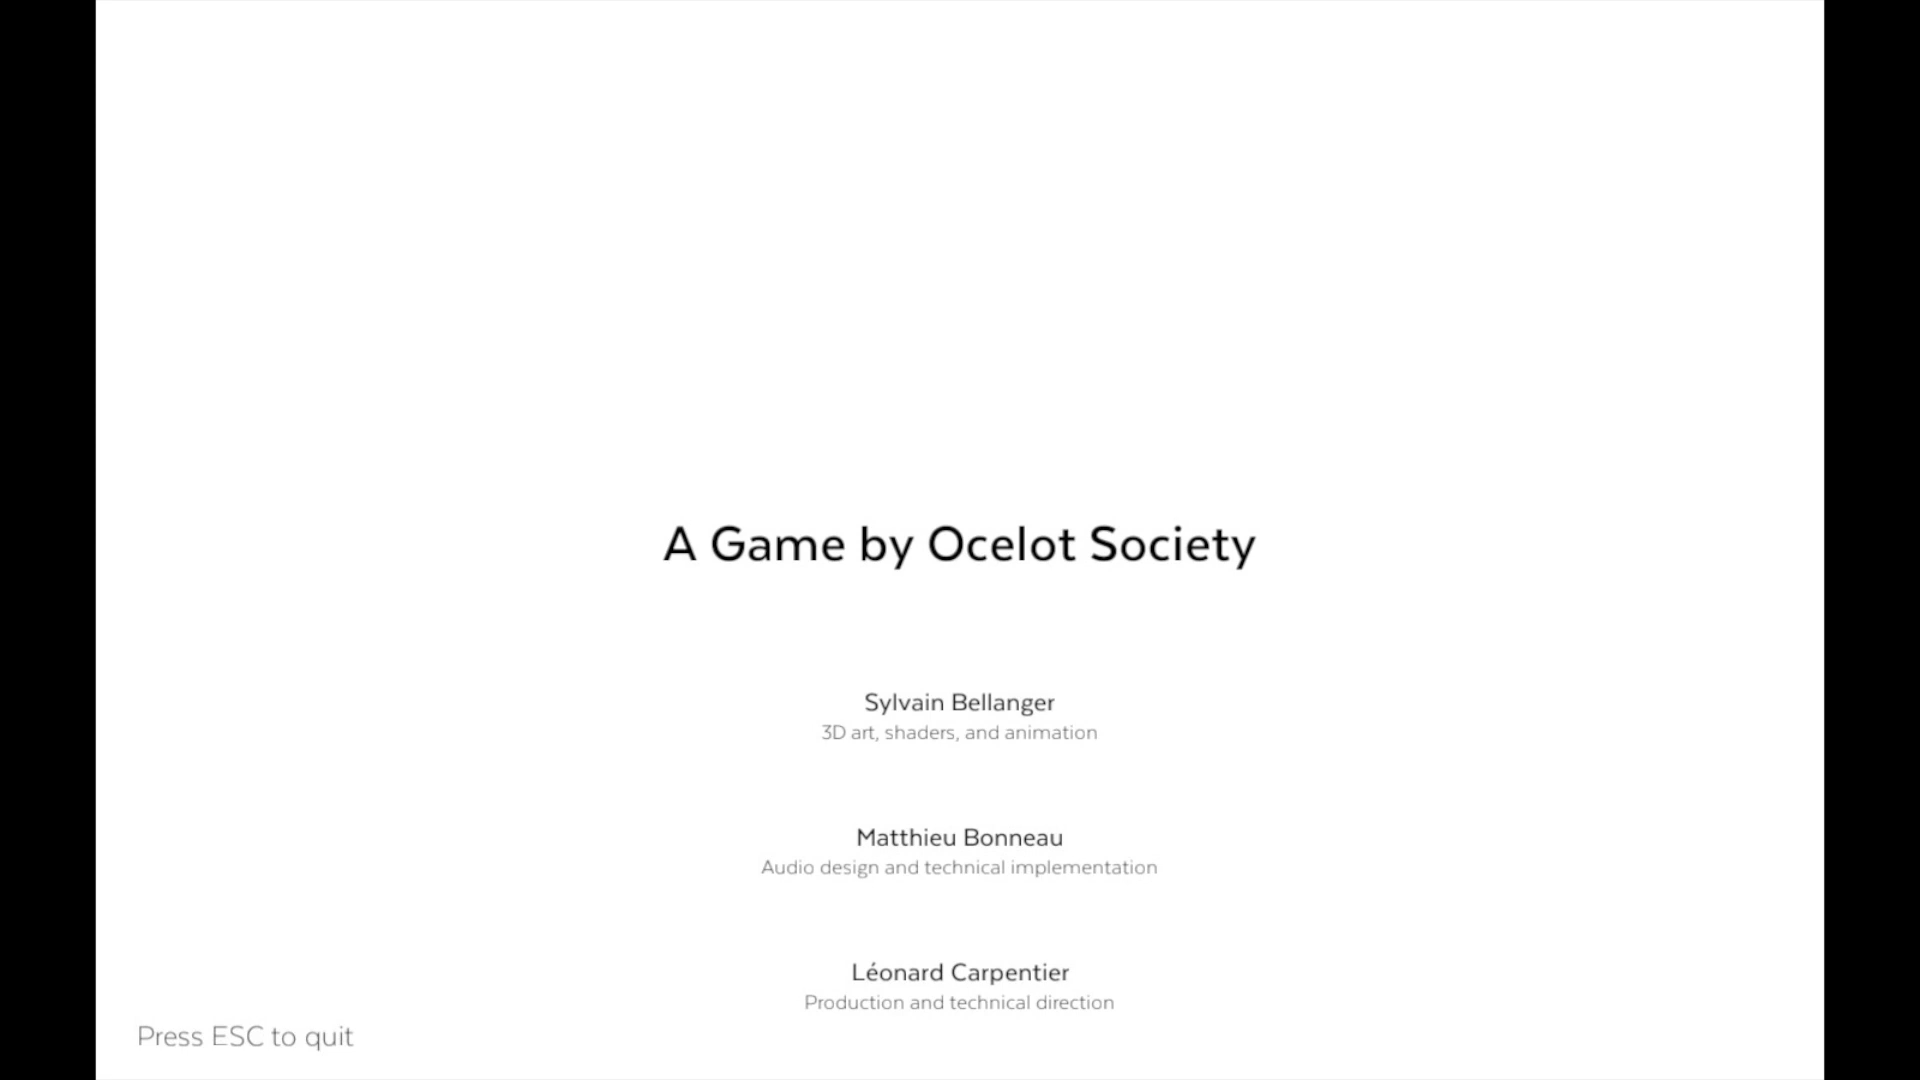 A Game by Ocelot Society
Sylvain Bellanger
3D art, shaders, and animation
Matthieu Bonneau
Audio design and technical implementation
Léonard Carpentier
Production and technical direction
Press ESC to quit